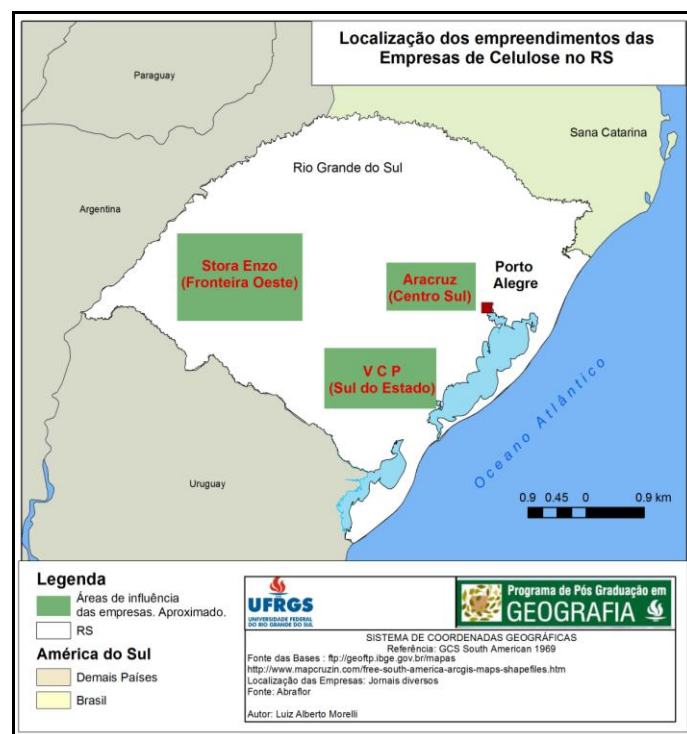 Localização dos empreendimentos das
Empresas de Celulose no RS
Paraguay
Sana Catarina
Rio Grande do Sul
Argentina
Stora Enzo
(Fronteira Oeste)
Aracruz
(Centro Sul)
Porto
Alegre
V C P
(Sul do Estado)
Oceano Atlântico
Uruguay
0.9 0.45 0 0.9 km
Legenda
Áreas de influência
das empresas. Aproximado.
RS
América do Sul
Demais Países
Brasil
UFRGS
UNIVERSIDADE FEDERAL
DO RIO GRANDE DO SUL
Programa de Pós Graduação em
GEOGRAFIA
SISTEMA DE COORDENADAS GEOGRÁFICAS
Referência: GCS South American 1969
Fonte das Bases : ftp://geoftp.ibge.gov.br/mapas
http://www.mapcruzin.com/free-south-america-arcgis-maps-shapefiles.htm
Localização das Empresas: Jornais diversos
Fonte: Abraflor
Autor: Luiz Alberto Morelli